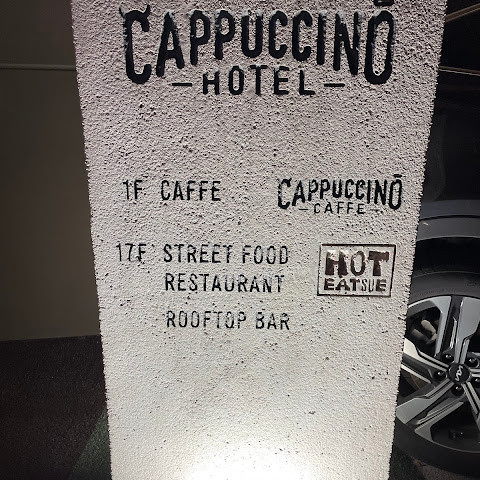 CAPPUCCINO
HOTEL
1F CAFFE
CAPPUCCINO
CAFFE
17F STREET FOOD
RESTAURANT
HOT
EATSUE
ROOFTOP BAR